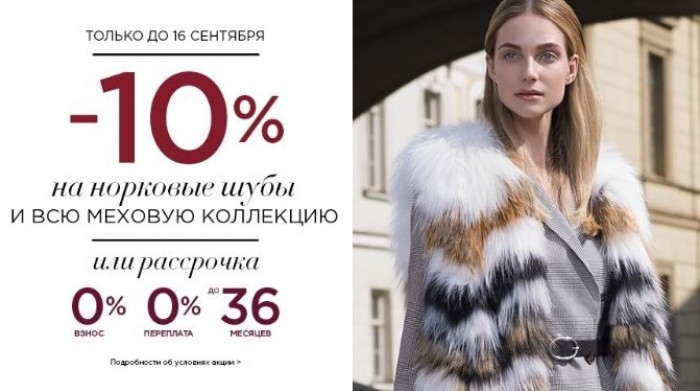 ТОЛЬКО ДО 16 СЕНТЯБРЯ
-10%
на норковые шубы
И ВСЮ МЕХОВУЮ КОЛЛЕКЦИЮ
или рассрочка
0% 0% ДО 36
ВЗНОС ПЕРЕПЛАТА МЕСЯЦЕВ
Подробности об условиях акции >